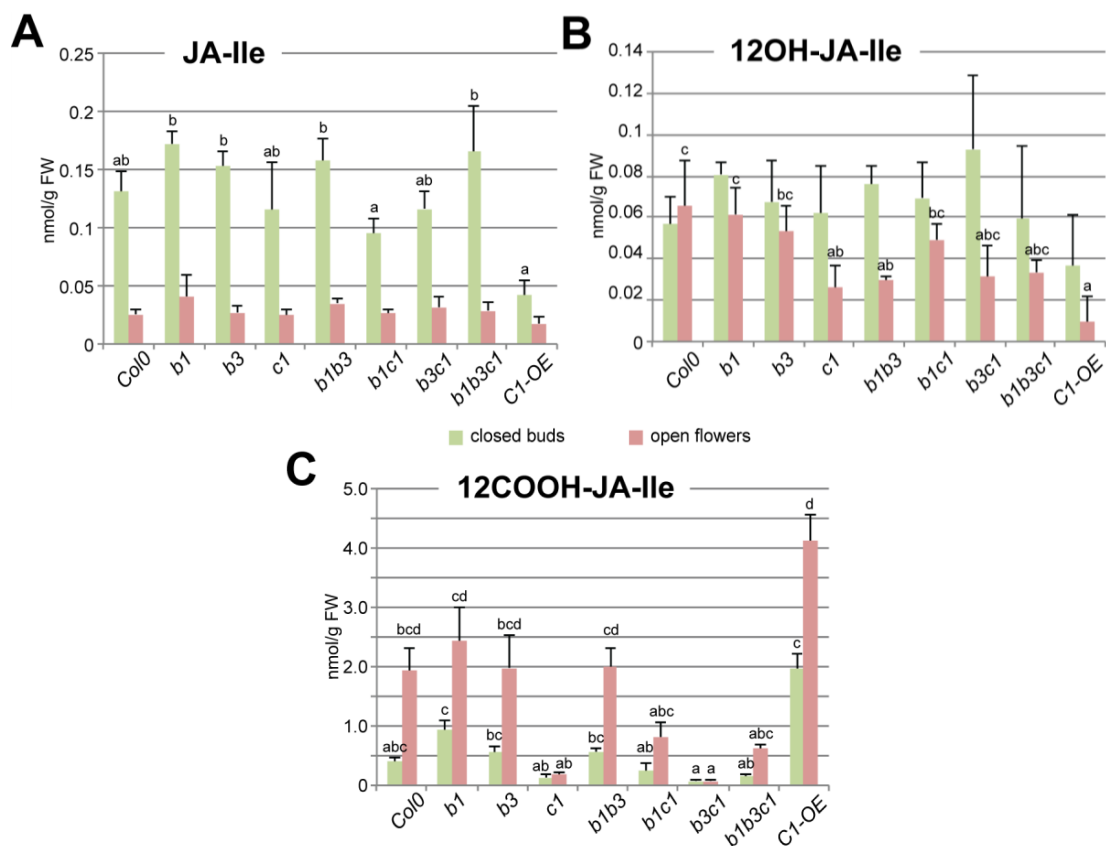 A
JA-Ile
nmol/g FW
0.25
0.2
0.15
0.1
0.05
0
ab
b
b
ab
b
a
ab
b
a
Col0
b1
b3
c1
b1b3
b1c1
b3c1
b1b3c1
C1-OE
B
12OH-JA-Ile
nmol/g FW
0.14
0.12
0.1
0.08
0.06
0.04
0.02
0
c
c
bc
ab
ab
bc
abc
abc
a
Col0
b1
b3
c1
b1b3
b1c1
b3c1
b1b3c1
C1-OE
closed buds
open flowers
C
12COOH-JA-Ile
nmol/g FW
5.0
4.0
3.0
2.0
1.0
0
abc
bcd
c
cd
bc
bcd
ab
ab
bc
cd
ab
abc
a
a
ab
abc
c
d
Col0
b1
b3
c1
b1b3
b1c1
b3c1
b1b3c1
C1-OE